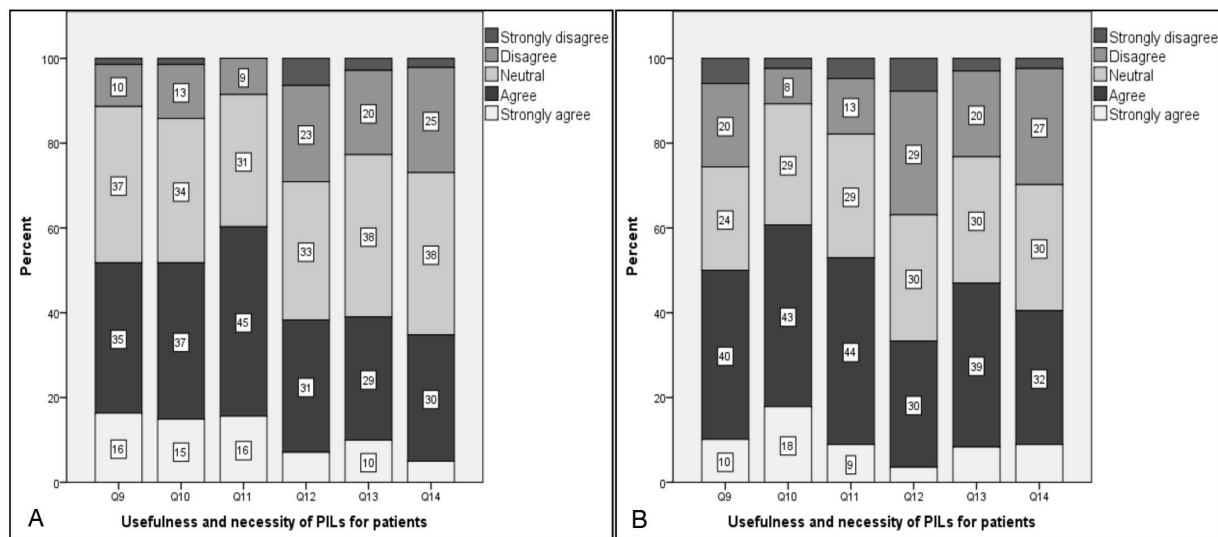 Strongly disagree
Disagree
Neutral
Agree
Strongly agree
100
80
60
40
20
0
Percent
10 13 9 23 20 25
37 34 31 33 38 38
35 37 45 31 29 30
16 15 16 10
Q9 Q10 Q11 Q12 Q13 Q14
Usefulness and necessity of PILs for patients
A
Strongly disagree
Disagree
Neutral
Agree
Strongly agree
100
80
60
40
20
0
Percent
20 8 13 29 20 27
24 29 29 30 30 30
40 43 44 30 39 32
10 18 9
Q9 Q10 Q11 Q12 Q13 Q14
Usefulness and necessity of PILs for patients
B